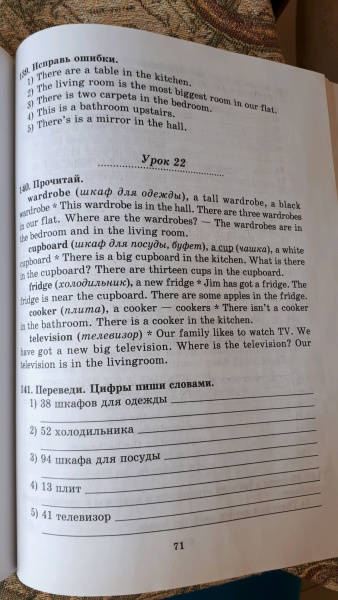 139. Исправь ошибки.
1) There are a table in the kitchen.
2) The living room is the most biggest room in our flat.
3) There is two carpets in the bedroom.
4) This is a bathroom upstairs.
5) There's is a mirror in the hall.
Урок 22
140. Прочитай.
wardrobe (шкаф для одежды), a tall wardrobe, a black
wardrobe * This wardrobe is in the hall. There are three wardrobes
in our flat. Where are the wardrobes? — The wardrobes are in
the bedroom and in the living room.
cupboard (шкаф для посуды, буфет), a cup (чашка), a white
cupboard * There is a big cupboard in the kitchen. What is there
in the cupboard? There are thirteen cups in the cupboard.
fridge (холодильник), a new fridge * Jim has got a fridge. The
fridge is near the cupboard. There are some apples in the fridge.
cooker (плита), a cooker — cookers * There isn't a cooker
in the bathroom. There is a cooker in the kitchen.
television (телевизор) * Our family likes to watch TV. We
have got a new big television. Where is the television? Our
television is in the livingroom.
141. Переведи. Цифры пиши словами.
1) 38 шкафов для одежды
2) 52 холодильника
3) 94 шкафа для посуды
4) 13 плит
5) 41 телевизор
71